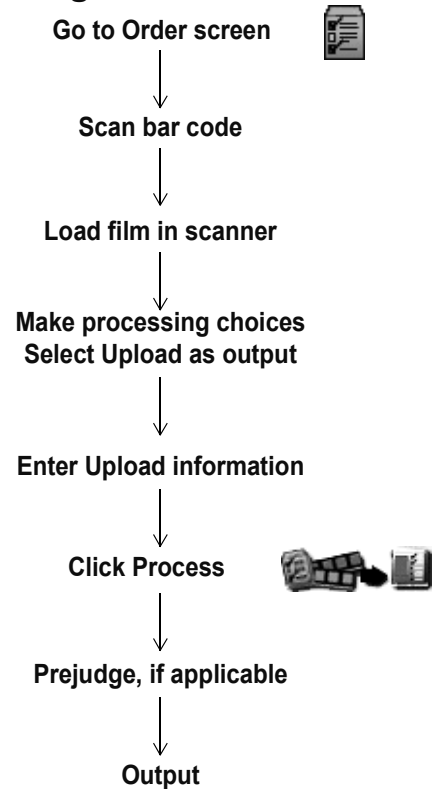 Go to Order screen
Scan bar code
Load film in scanner
Make processing choices
Select Upload as output
Enter Upload information
Click Process
Prejudge, if applicable
Output